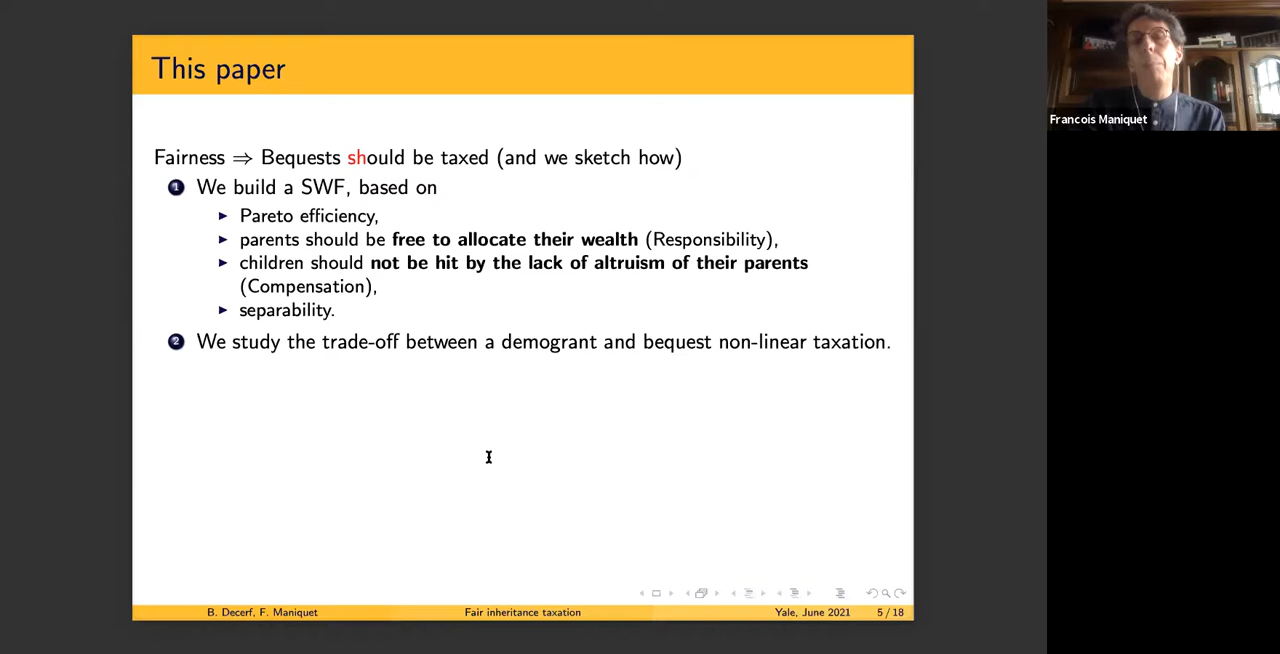 This paper
Francois Maniquet
Fairness ⇒ Bequests should be taxed (and we sketch how)
1 We build a SWF, based on
▶ Pareto efficiency,
▶ parents should be free to allocate their wealth (Responsibility),
▶ children should not be hit by the lack of altruism of their parents
(Compensation),
▶ separability.
2 We study the trade-off between a demogrant and bequest non-linear taxation.
B. Decerf, F. Maniquet Fair inheritance taxation Yale, June 2021 5 / 18